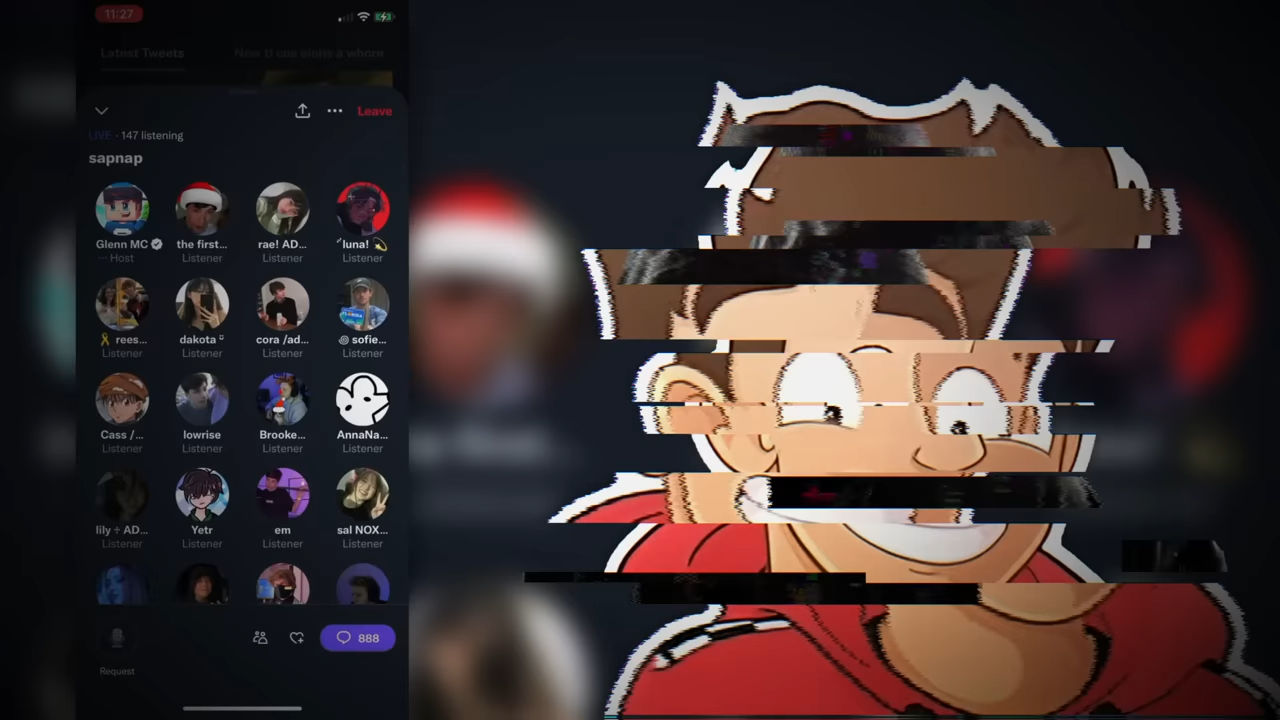 11:27
Latest Tweets
LIVE · 147 listening
Leave
sapnap
Glenn MC
the first...
rae! AD...
luna!
Host
Listener
Listener
Listener
rees...
dakota
cora /ad...
sofie...
Listener
Listener
Listener
Listener
Cass /...
lowrise
Brooke...
AnnaNa...
Listener
Listener
Listener
Listener
lily ÷ AD...
Yetr
em
sal NOX...
Listener
Listener
Listener
Listener
888
Request